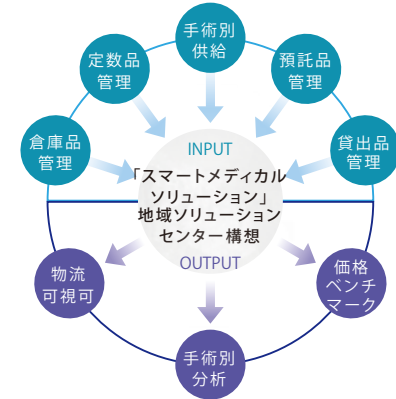 手術別
供給
定数品
管理
預託品
管理
倉庫品
管理
貸出品
管理
INPUT
「スマートメディカル
ソリューション」
地域ソリューション
センター構想
OUTPUT
物流
可視可
価格
ベンチ
マーク
手術別
分析